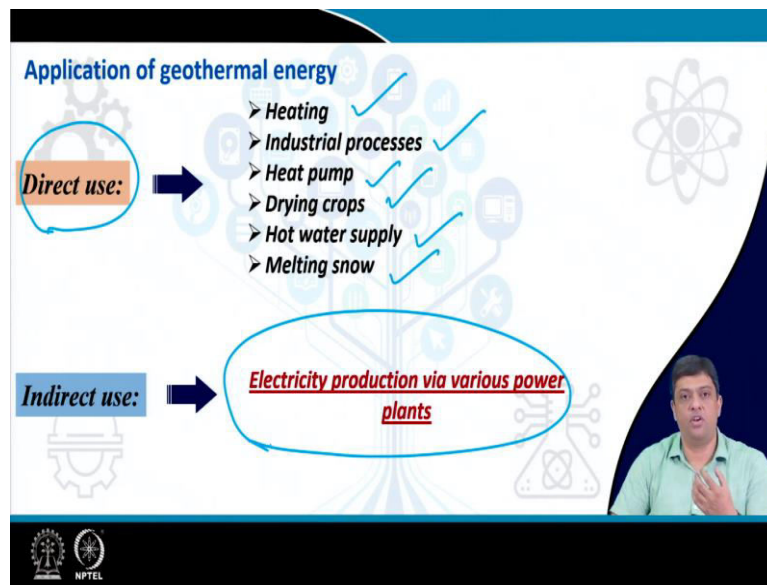 Application of geothermal energy
➢ Heating
➢ Industrial processes
Direct use:
➢ Heat pump
➢ Drying crops
➢ Hot water supply
➢ Melting snow
Indirect use:
Electricity production via various power
plants
NPTEL